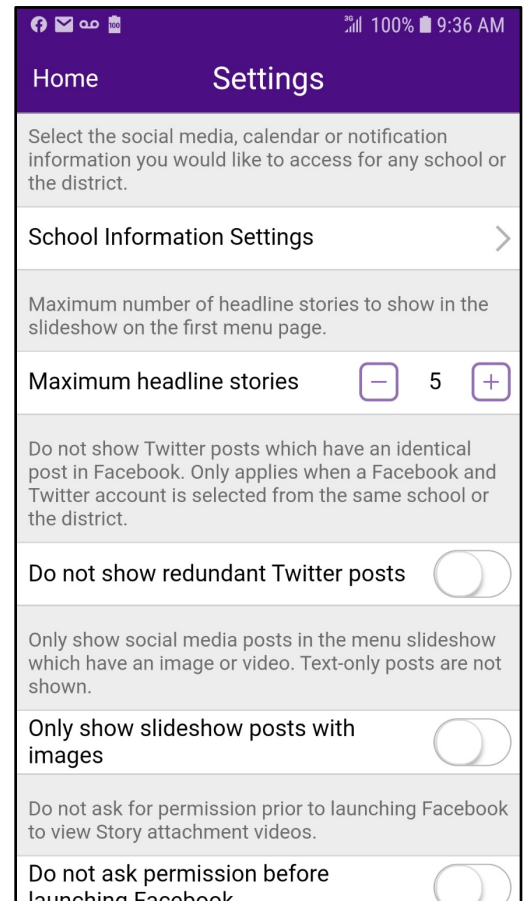 100
3G 100% 9:36 AM
Home Settings
Select the social media, calendar or notification
information you would like to access for any school or
the district.
School Information Settings
Maximum number of headline stories to show in the
slideshow on the first menu page.
Maximum headline stories − 5 +
Do not show Twitter posts which have an identical
post in Facebook. Only applies when a Facebook and
Twitter account is selected from the same school or
the district.
Do not show redundant Twitter posts
Only show social media posts in the menu slideshow
which have an image or video. Text-only posts are not
shown.
Only show slideshow posts with
images
Do not ask for permission prior to launching Facebook
to view Story attachment videos.
Do not ask permission before
launching Facebook